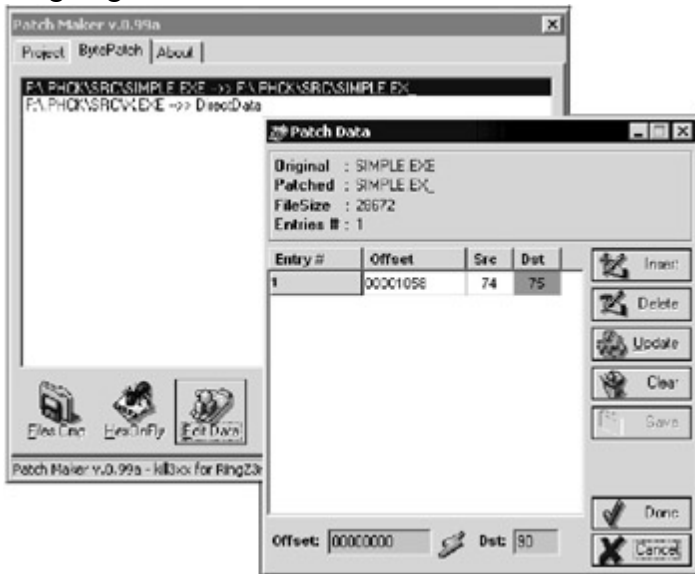 Patch Maker v.0.99a
Project BytePatch About
F:\.PHCK\SRC\SIMPLE.EXE ->> F:\.PHCK\SRC\SIMPLE.EX_
F:\.PHCK\SRC\X.EXE ->> DirectData
Patch Data
Original : SIMPLE.EXE
Patched : SIMPLE.EX_
FileSize : 28672
Entries # : 1
Entry # Offset Src Dst
1 00001058 74 75
Insert
Delete
Update
Clear
Save
Files Cmp HexOnFly Edit Data
Patch Maker v.0.99a - kill3xx for
Done
Offset: 00000000 Dst: 90
Cancel